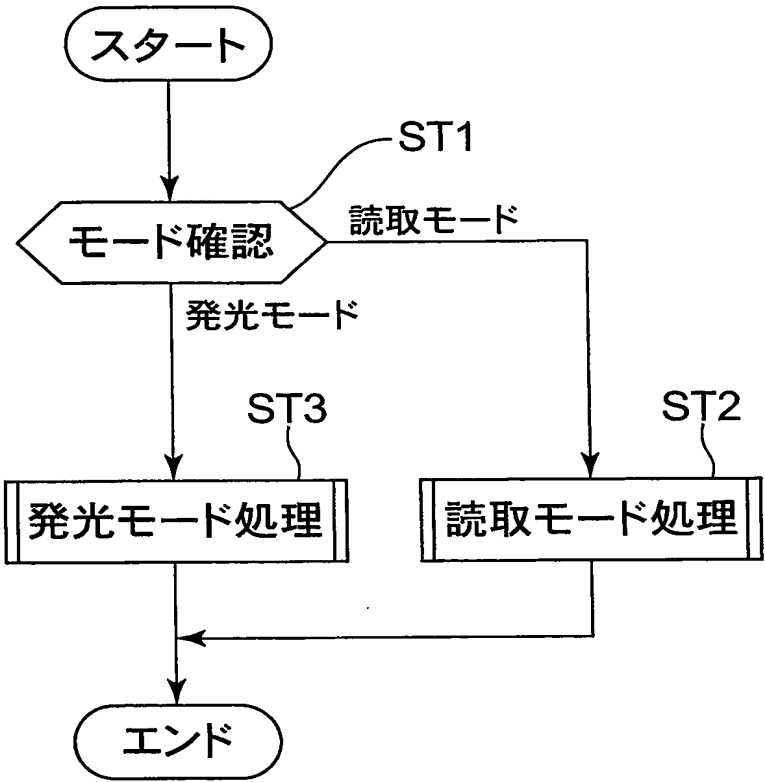 スタート
ST1
モード確認
読取モード
発光モード
ST3
ST2
発光モード処理
読取モード処理
エンド